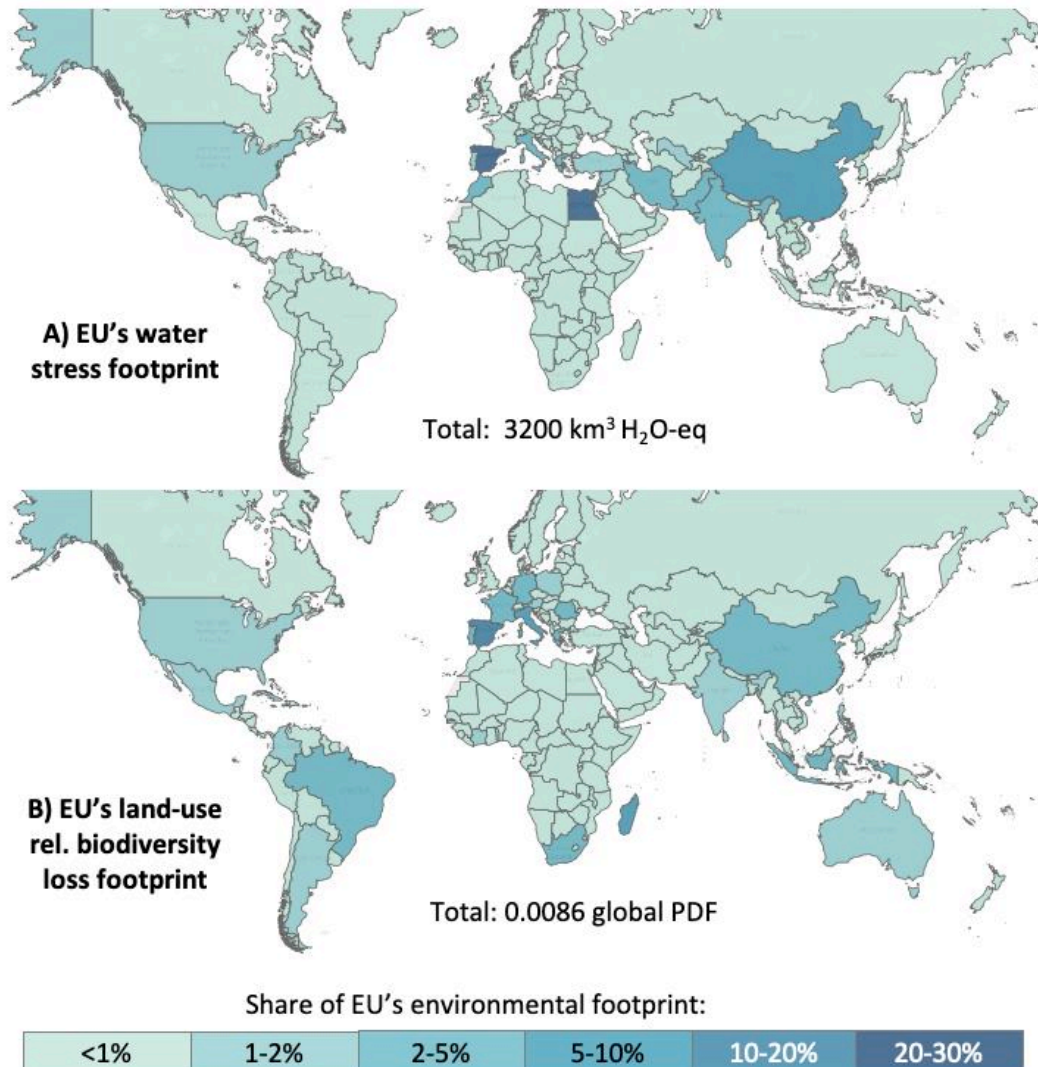 A) EU's water
stress footprint
Total: 3200 km³ H₂O-eq
B) EU's land-use
rel. biodiversity
loss footprint
Total: 0.0086 global PDF
Share of EU's environmental footprint:
<1% 1-2% 2-5% 5-10% 10-20% 20-30%